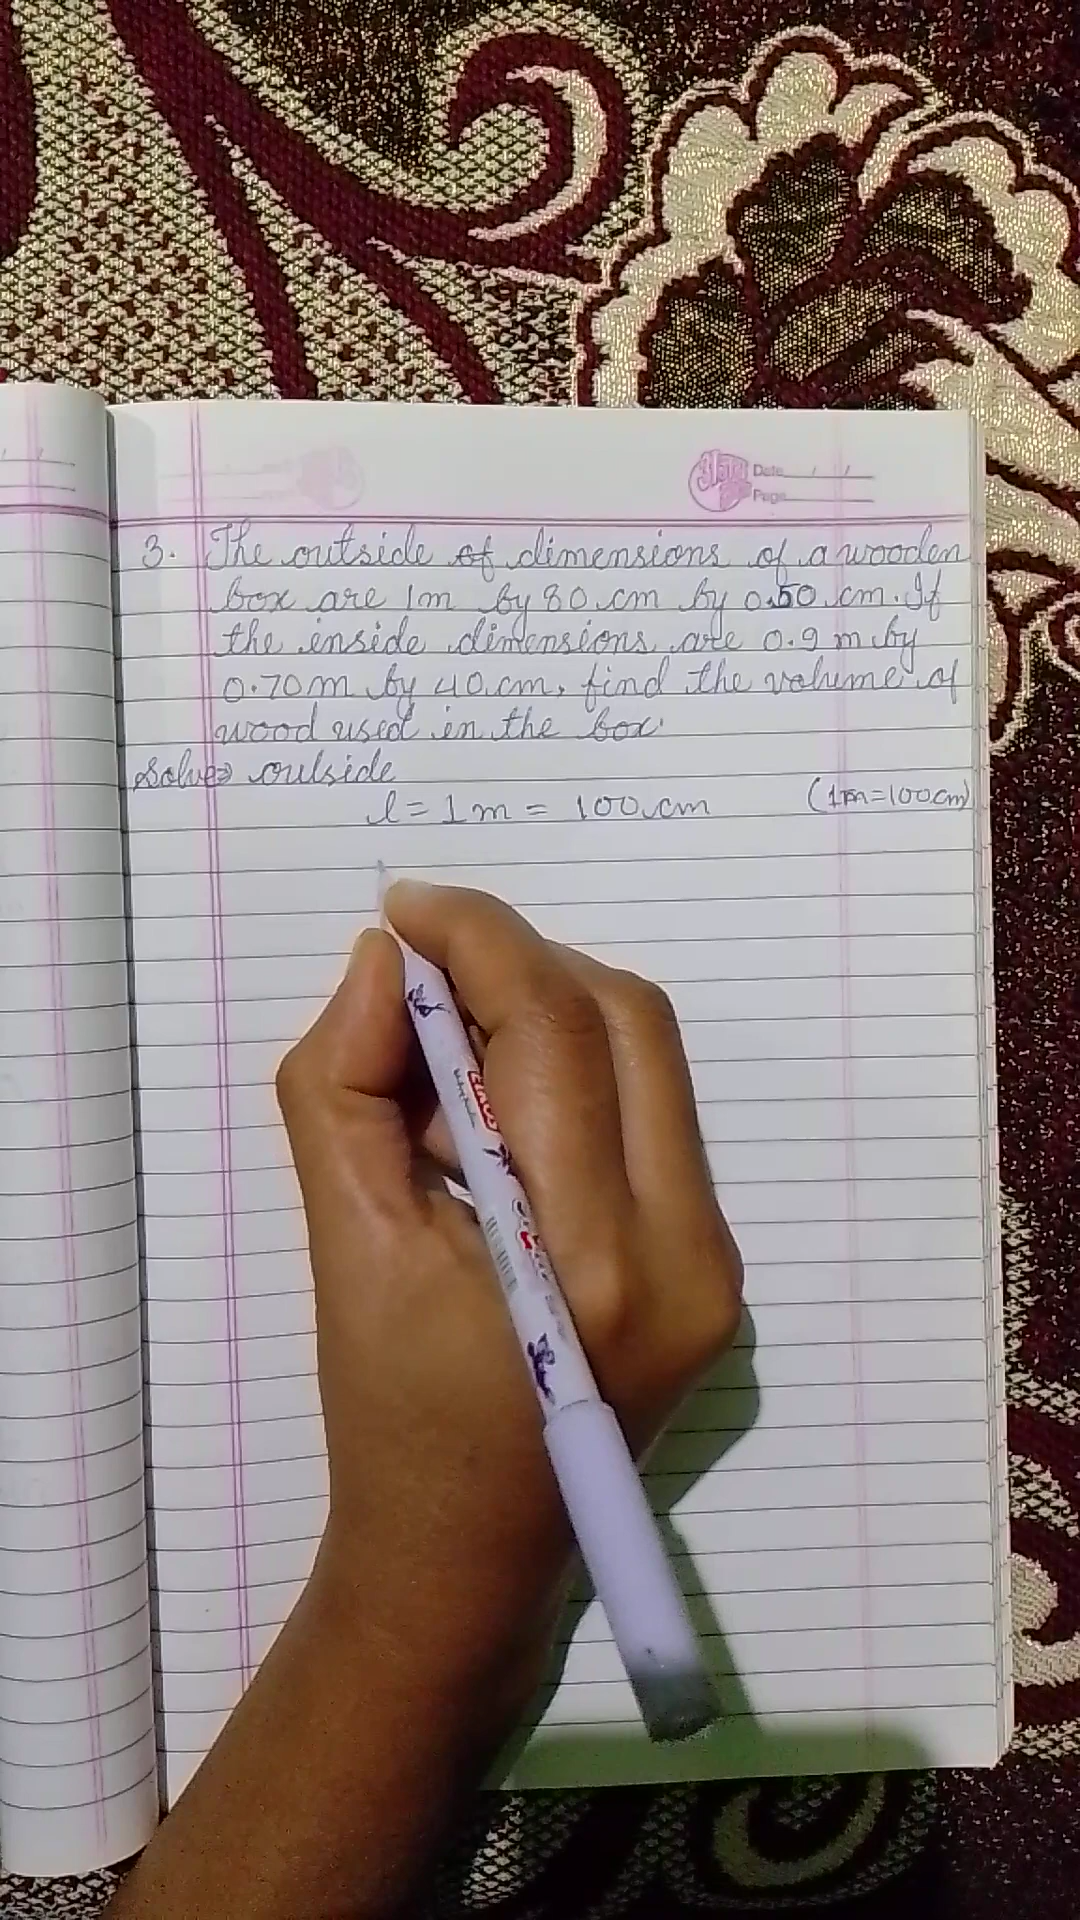 Date / /
Page
3. The outside of dimensions of a wooden
box are 1m by 80 cm by 0.50 cm. If
the inside dimensions are 0.9 m by
0.70m by 40 cm, find the volume of
wood used in the box.
Solve⇒ outside
l = 1m = 100 cm (1m=100cm)